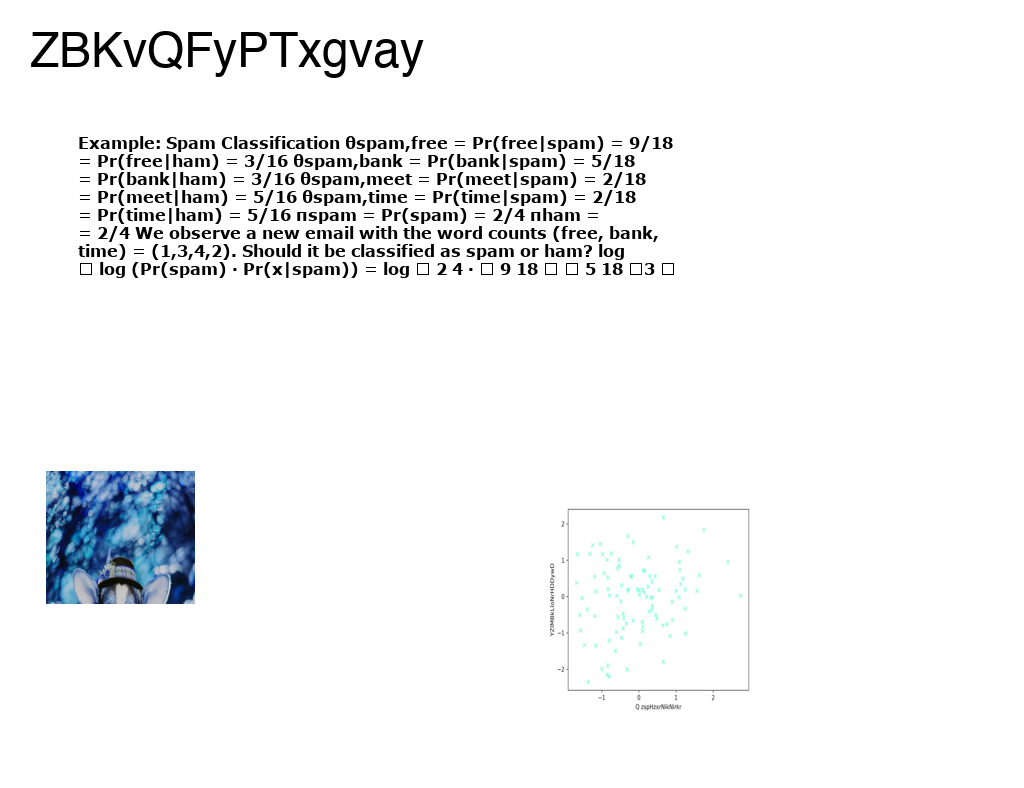 ZBKvQFyPTxgvay
Example: Spam Classification θspam,free = Pr(free|spam) = 9/18
= Pr(free|ham) = 3/16 θspam,bank = Pr(bank|spam) = 5/18
= Pr(bank|ham) = 3/16 θspam,meet = Pr(meet|spam) = 2/18
= Pr(meet|ham) = 5/16 θspam,time = Pr(time|spam) = 2/18
= Pr(time|ham) = 5/16 πspam = Pr(spam) = 2/4 πham =
= 2/4 We observe a new email with the word counts (free, bank,
time) = (1,3,4,2). Should it be classified as spam or ham? log
□ log (Pr(spam) · Pr(x|spam)) = log □ 2 4 · □ 9 18 □ □ 5 18 □3 □
2
1
0
−1
−2
−1 0 1 2